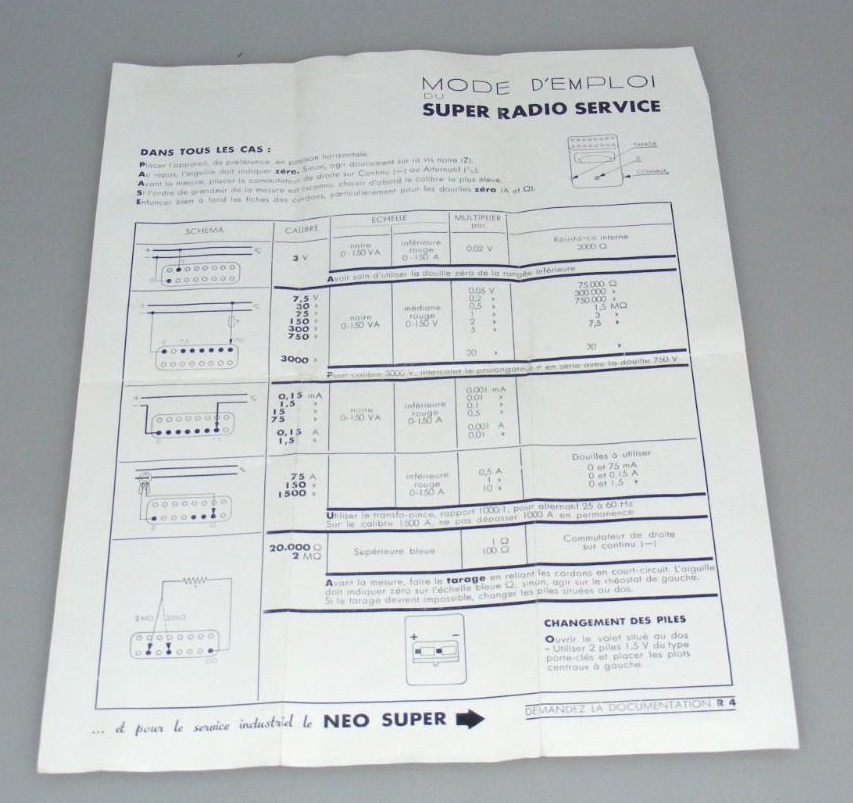 MODE D'EMPLOI
DU
SUPER RADIO SERVICE
DANS TOUS LES CAS :
Placer l'appareil, de préférence, en position horizontale.
Au repos, l'aiguille doit indiquer zéro. Sinon, agir doucement sur la vis noire (Z).
Avant la mesure, placer le commutateur de droite sur Continu (—) ou Alternatif (∿).
Si l'ordre de grandeur de la mesure est inconnu, choisir d'abord le calibre le plus élevé.
Enfoncer bien à fond les fiches des cordons, particulièrement pour les douilles zéro (A et Ω).
TARAGE
Z
COMMUT.
SCHEMA CALIBRE ECHELLE MULTIPLIER par
3 V noire 0-150 VA inférieure rouge 0-150 A 0,02 V Résistance interne 2000 Ω
Avoir soin d'utiliser la douille zéro de la rangée inférieure
7,5 V 0,05 V 75.000 Ω
30 » 0,2 » 300.000 »
75 » 0,5 » 750.000 »
150 » noire 0-150 VA médiane rouge 0-150 V 1 » 1,5 MΩ
300 » 2 » 3 »
750 » 5 » 7,5 »
3000 » 20 » 30 »
Pour calibre 3000 V, intercaler le prolongateur P en série avec la douille 750 V.
0,15 mA 0.001 mA
1,5 » 0.01 »
15 » noire 0-150 VA inférieure rouge 0-150 A 0,1 »
75 » 0,5 »
0,15 A 0.001 A
1,5 » 0.01 »
Douilles à utiliser
75 A 0,5 A 0 et 75 mA
150 » inférieure rouge 0-150 A 1 » 0 et 0,15 A
1500 » 10 » 0 et 1,5 »
Utiliser le transfo-pince, rapport 1000/1, pour alternatif 25 à 60 Hz
Sur le calibre 1500 A, ne pas dépasser 1000 A en permanence
20.000 Ω Supérieure bleue 1 Ω Commutateur de droite
2 MΩ 100 Ω sur continu (—)
Avant la mesure, faire le tarage en reliant les cordons en court-circuit. L'aiguille
doit indiquer zéro sur l'échelle bleue Ω, sinon, agir sur le rhéostat de gauche.
Si le tarage devient impossible, changer les piles situées au dos.
2 MΩ 20KΩ
+ −
CHANGEMENT DES PILES
Ouvrir le volet situé au dos
- Utiliser 2 piles 1,5 V du type
porte-clés et placer les plots
centraux à gauche.
... et pour le service industriel le NEO SUPER
DEMANDEZ LA DOCUMENTATION R 4